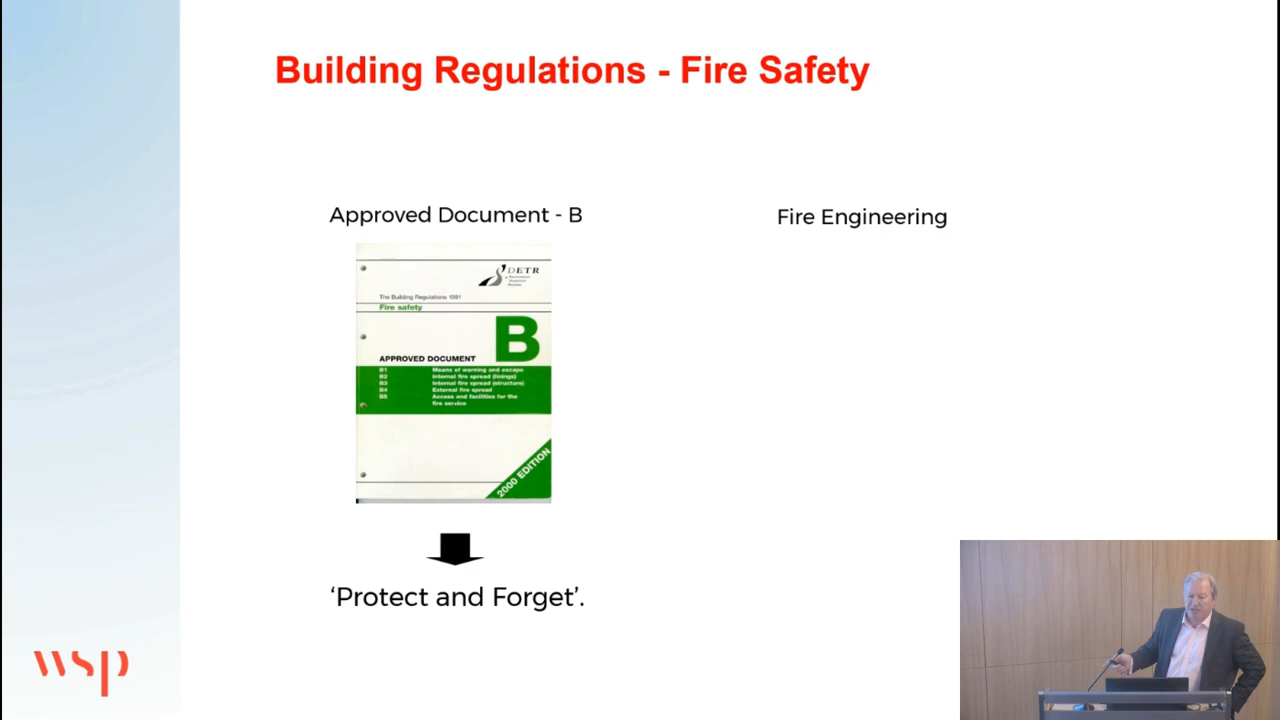 Building Regulations - Fire Safety
Approved Document - B
Fire Engineering
DETR
The Building Regulations 1991
Fire safety
B
APPROVED DOCUMENT
B1 Means of warning and escape
B2 Internal fire spread (linings)
B3 Internal fire spread (structure)
B4 External fire spread
B5 Access and facilities for the
fire service
2000 EDITION
‘Protect and Forget’.
wsp